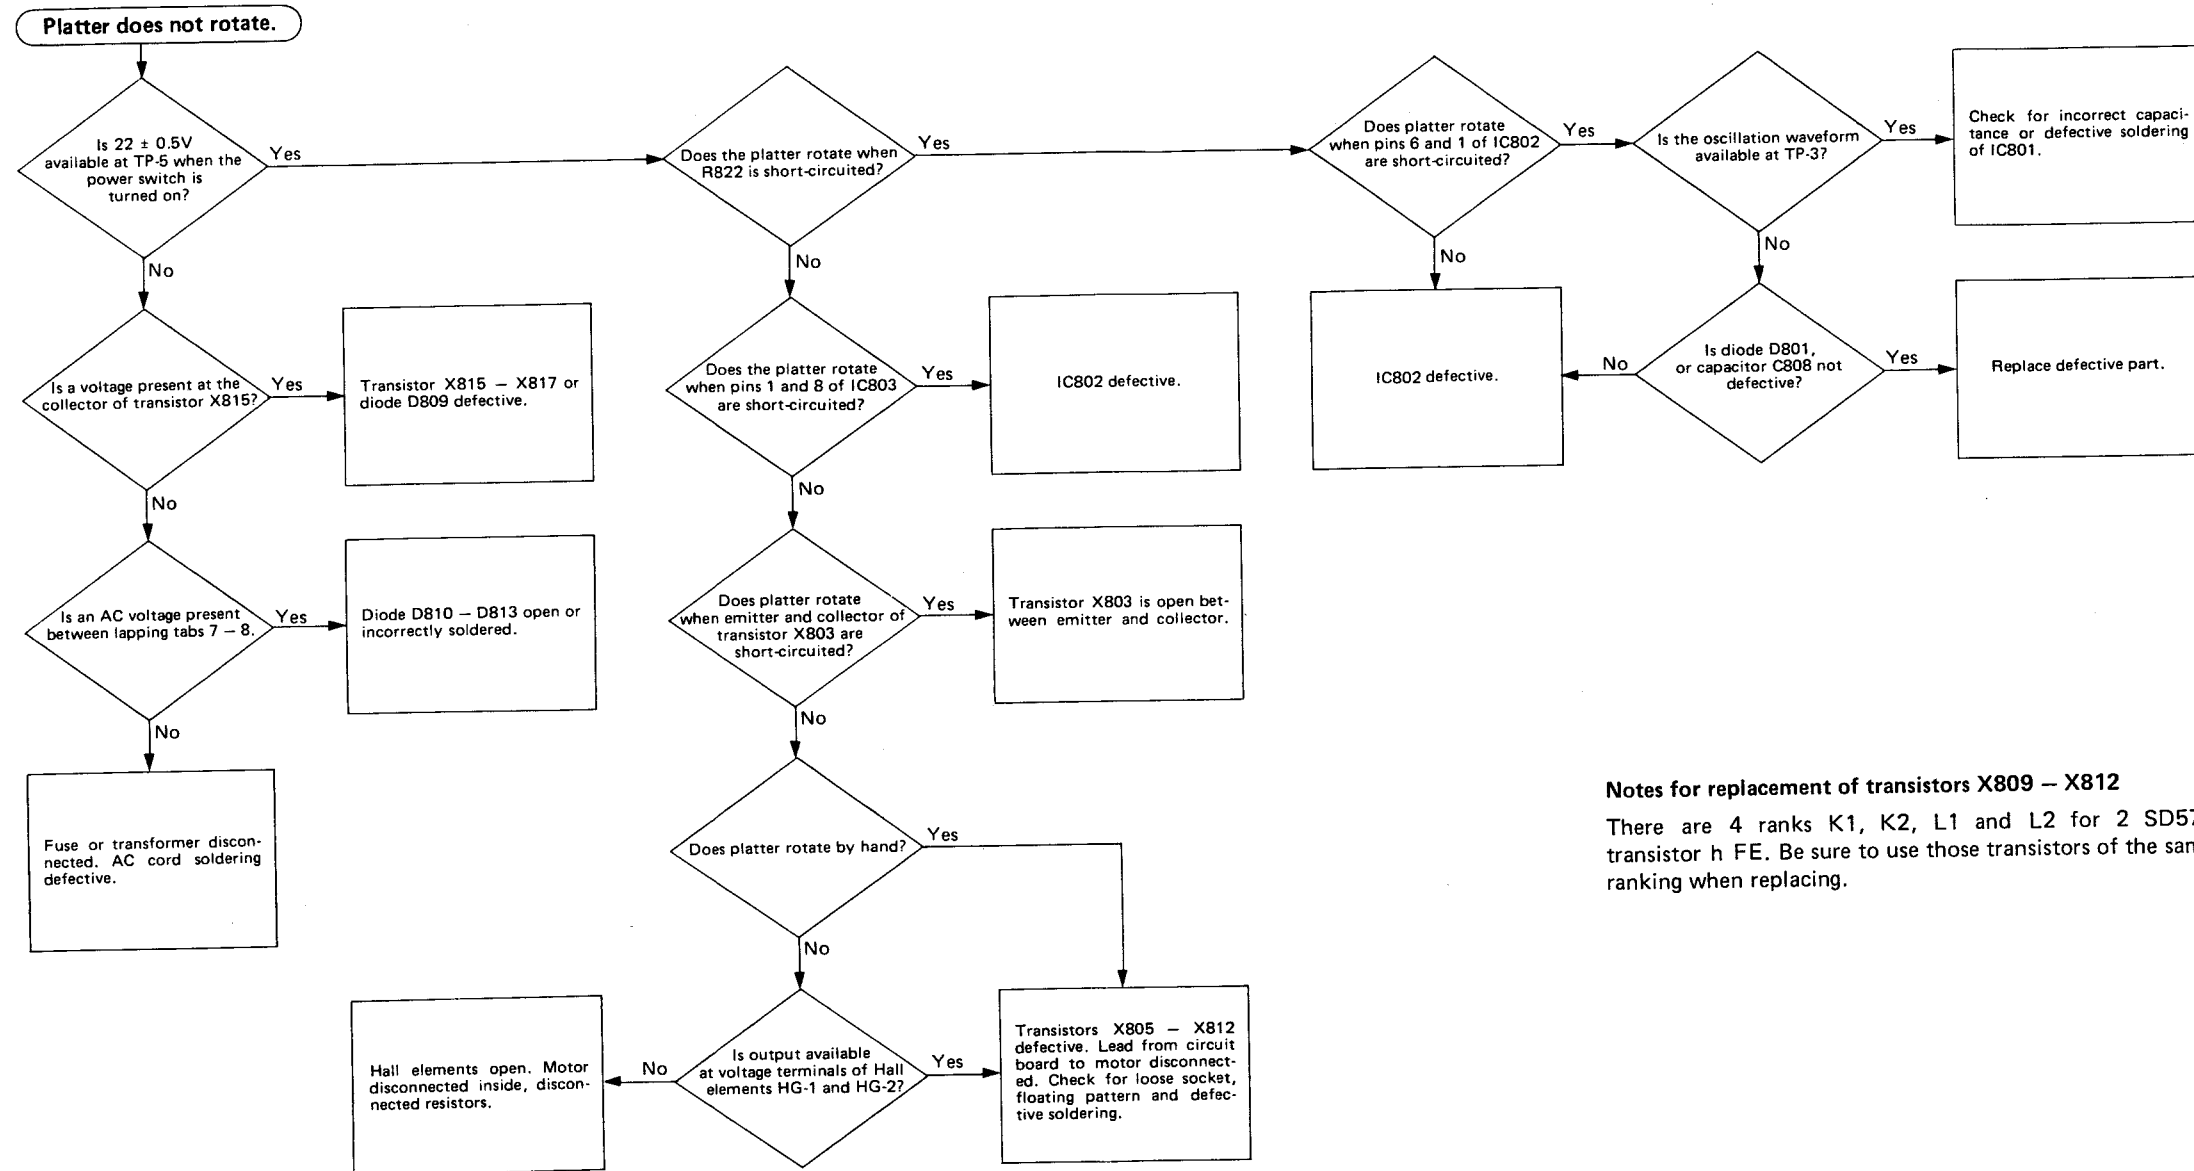 Platter does not rotate.
Is 22 ± 0.5V
available at TP-5 when the
power switch is
turned on?
Yes
No
Is a voltage present at the
collector of transistor X815?
Yes
Transistor X815 – X817 or
diode D809 defective.
No
Is an AC voltage present
between lapping tabs 7 – 8.
Yes
Diode D810 – D813 open or
incorrectly soldered.
No
Fuse or transformer discon-
nected. AC cord soldering
defective.
Does the platter rotate when
R822 is short-circuited?
Yes
No
Does the platter rotate
when pins 1 and 8 of IC803
are short-circuited?
Yes
IC802 defective.
No
Does platter rotate
when emitter and collector of
transistor X803 are
short-circuited?
Yes
Transistor X803 is open bet-
ween emitter and collector.
No
Does platter rotate by hand?
Yes
No
Is output available
at voltage terminals of Hall
elements HG-1 and HG-2?
No
Hall elements open. Motor
disconnected inside, discon-
nected resistors.
Yes
Transistors X805 – X812
defective. Lead from circuit
board to motor disconnect-
ed. Check for loose socket,
floating pattern and defec-
tive soldering.
Does platter rotate
when pins 6 and 1 of IC802
are short-circuited?
Yes
No
IC802 defective.
Is the oscillation waveform
available at TP-3?
Yes
Check for incorrect capaci-
tance or defective soldering
of IC801.
No
Is diode D801,
or capacitor C808 not
defective?
No
Yes
Replace defective part.
Notes for replacement of transistors X809 – X812
There are 4 ranks K1, K2, L1 and L2 for 2 SD57
transistor h FE. Be sure to use those transistors of the sam
ranking when replacing.